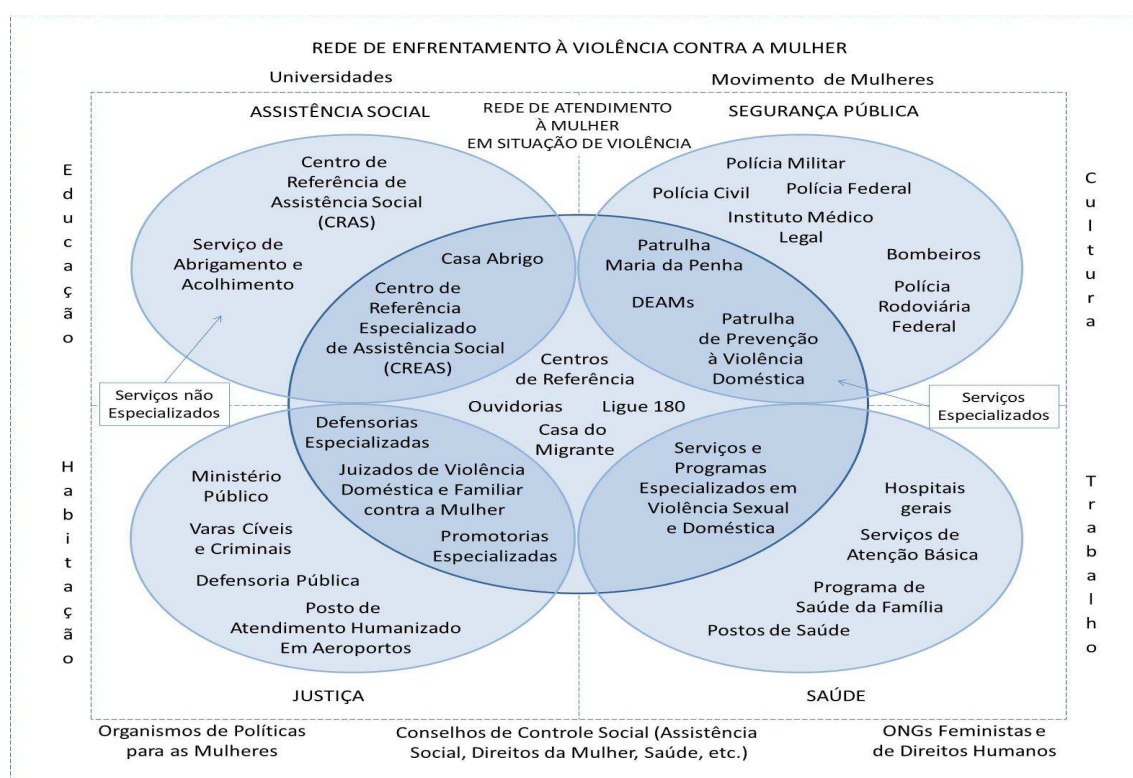 REDE DE ENFRENTAMENTO À VIOLÊNCIA CONTRA A MULHER
Universidades
Movimento de Mulheres
ASSISTÊNCIA SOCIAL
REDE DE ATENDIMENTO
À MULHER
EM SITUAÇÃO DE VIOLÊNCIA
SEGURANÇA PÚBLICA
Educação
Centro de
Referência de
Assistência Social
(CRAS)
Serviço de
Abrigamento e
Acolhimento
Casa Abrigo
Centro de
Referência
Especializado
de Assistência Social
(CREAS)
Polícia Militar
Polícia Civil
Polícia Federal
Instituto Médico
Legal
Bombeiros
Polícia
Rodoviária
Federal
Patrulha
Maria da Penha
DEAMs
Patrulha
de Prevenção
à Violência
Doméstica
Cultura
Serviços não
Especializados
Centros
de Referência
Ouvidorias
Ligue 180
Casa do
Migrante
Serviços
Especializados
Habitação
Defensorias
Especializadas
Juizados de Violência
Doméstica e Familiar
contra a Mulher
Promotorias
Especializadas
Ministério
Público
Varas Cíveis
e Criminais
Defensoria Pública
Posto de
Atendimento Humanizado
Em Aeroportos
Serviços e
Programas
Especializados em
Violência Sexual
e Doméstica
Hospitais
gerais
Serviços de
Atenção Básica
Programa de
Saúde da Família
Postos de Saúde
Trabalho
JUSTIÇA
SAÚDE
Organismos de Políticas
para as Mulheres
Conselhos de Controle Social (Assistência
Social, Direitos da Mulher, Saúde, etc.)
ONGs Feministas e
de Direitos Humanos